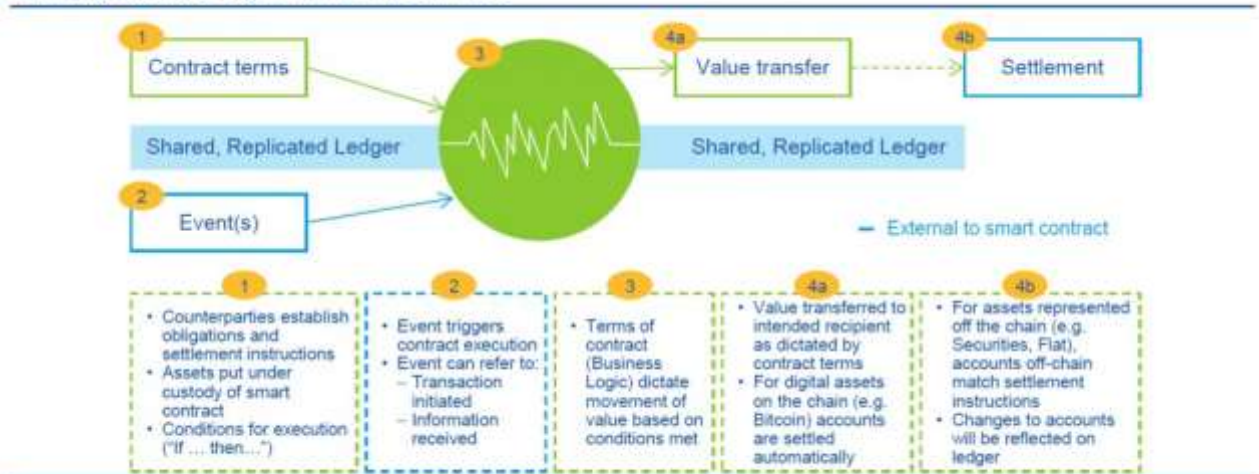 1
Contract terms
3
4a
Value transfer
4b
Settlement
Shared, Replicated Ledger
Shared, Replicated Ledger
2
Event(s)
– External to smart contract
1
• Counterparties establish
obligations and
settlement instructions
• Assets put under
custody of smart
contract
• Conditions for execution
("If … then…")
2
• Event triggers
contract execution
• Event can refer to:
– Transaction
initiated
– Information
received
3
• Terms of
contract
(Business
Logic) dictate
movement of
value based on
conditions met
4a
• Value transferred to
intended recipient
as dictated by
contract terms
• For digital assets
on the chain (e.g.
Bitcoin) accounts
are settled
automatically
4b
• For assets represented
off the chain (e.g.
Securities, Fiat),
accounts off-chain
match settlement
instructions
• Changes to accounts
will be reflected on
ledger